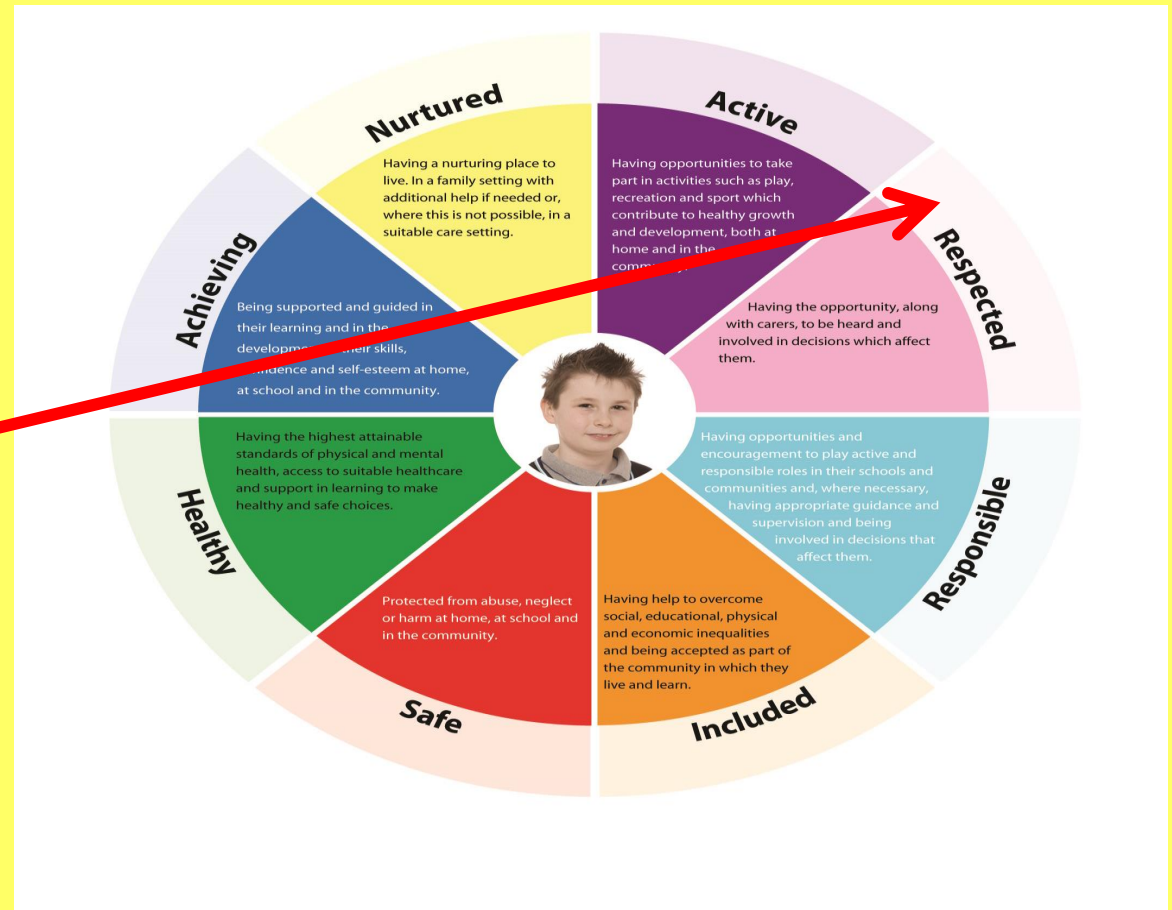 Nurtured
Having a nurturing place to
live. In a family setting with
additional help if needed or,
where this is not possible, in a
suitable care setting.
Active
Having opportunities to take
part in activities such as play,
recreation and sport which
contribute to healthy growth
and development, both at
home and in the
Respected
Having the opportunity, along
with carers, to be heard and
involved in decisions which affect
them.
Responsible
Having opportunities and
encouragement to play active and
responsible roles in their schools and
communities and, where necessary,
having appropriate guidance and
supervision and being
involved in decisions that
affect them.
Included
Having help to overcome
social, educational, physical
and economic inequalities
and being accepted as part of
the community in which they
live and learn.
Safe
Protected from abuse, neglect
or harm at home, at school and
in the community.
Healthy
Having the highest attainable
standards of physical and mental
health, access to suitable healthcare
and support in learning to make
healthy and safe choices.
Achieving
Being supported and guided in
their learning and in the
their skills,
and self-esteem at home,
at school and in the community.